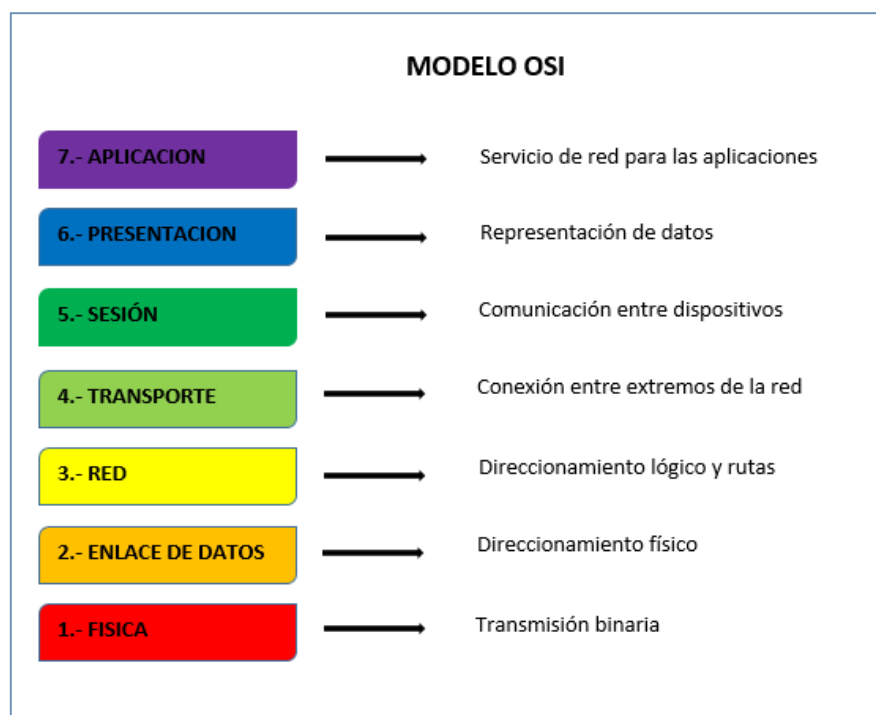 MODELO OSI
7.- APLICACION
Servicio de red para las aplicaciones
6.- PRESENTACION
Representación de datos
5.- SESIÓN
Comunicación entre dispositivos
4.- TRANSPORTE
Conexión entre extremos de la red
3.- RED
Direccionamiento lógico y rutas
2.- ENLACE DE DATOS
Direccionamiento físico
1.- FISICA
Transmisión binaria